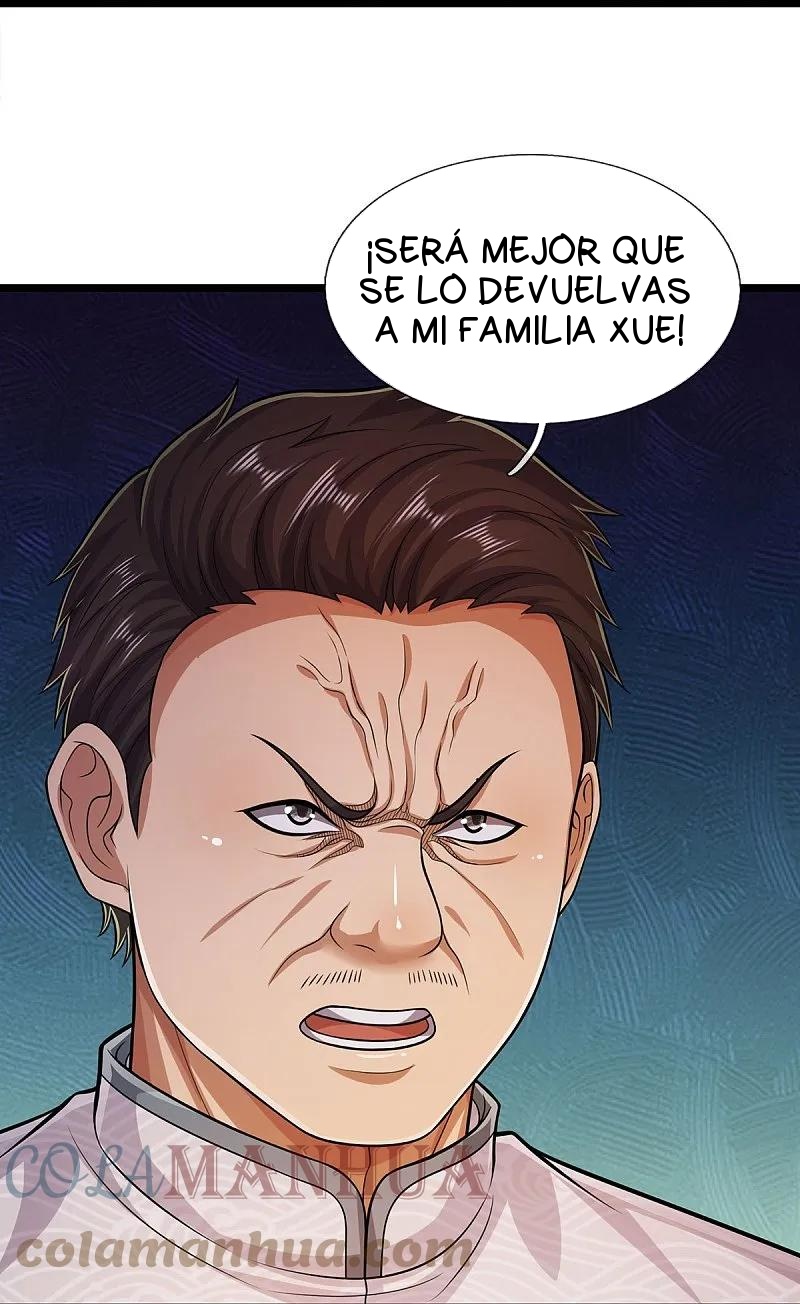 ¡SERÁ MEJOR QUE
SE LO DEVUELVAS
A MI FAMILIA XUE!
COLAMANHUA
colamanhua.com